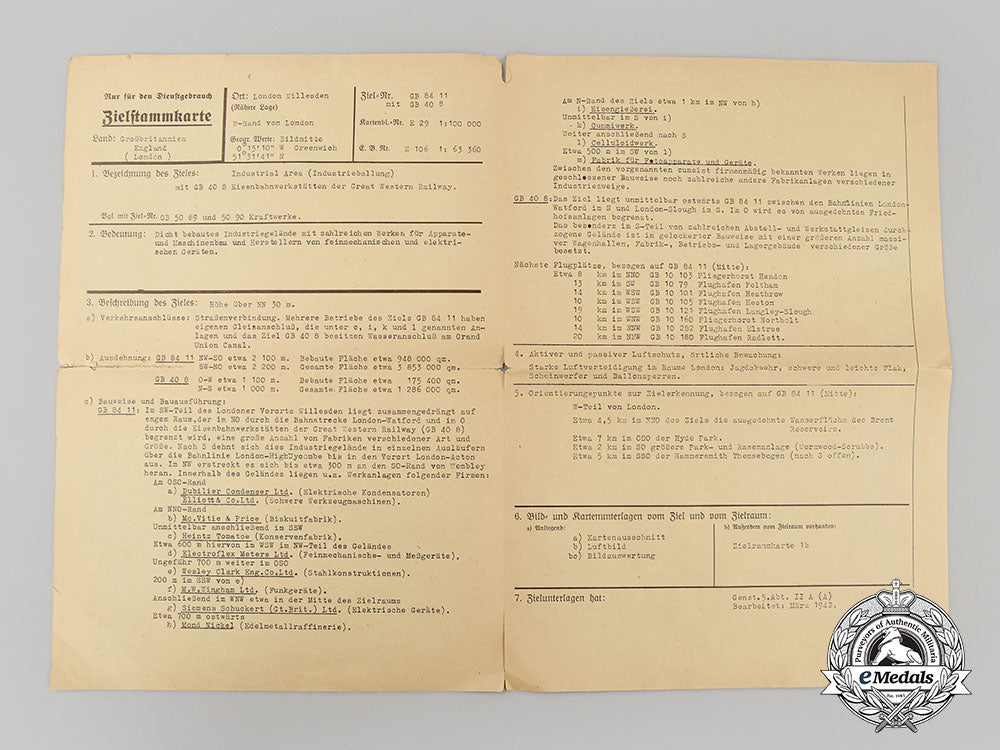 Nur für den Dienstgebrauch
Zielstammkarte
Land: Großbritannien
England
( London )
Ort: London Willesden
(Nähere Lage)
W-Rand von London
Geogr. Werte: Bildmitte
0°15'10" W Greenwich
51°31'41" N
Ziel-Nr. GB 84 11
mit GB 40 8
Kartenbl.-Nr. E 29 1:100 000
E. B. Nr. E 106 1: 63 360
1. Bezeichnung des Zieles: Industrial Area (Industrieballung)
mit GB 40 8 Eisenbahnwerkstätten der Great Western Railway.
Vgl. mit Ziel-Nr. GB 50 89 und 50 90 Kraftwerke.
2. Bedeutung: Dicht bebautes Industriegelände mit zahlreichen Werken für Apparate-
und Maschinenbau und Herstellern von feinmechanischen und elektri-
schen Geräten.
3. Beschreibung des Zieles: Höhe über NN 30 m.
a) Verkehrsanschlüsse: Straßenverbindung. Mehrere Betriebe des Ziels GB 84 11 haben
eigenen Gleisanschluß, die unter e, i, k und l genannten An-
lagen und das Ziel GB 40 8 besitzen Wasseranschluß am Grand
Union Canal.
b) Ausdehnung: GB 84 11 NW-SO etwa 2 100 m. Bebaute Fläche etwa 948 000 qm.
SW-NO etwa 2 200 m. Gesamte Fläche etwa 3 853 000 qm.
GB 40 8 O-W etwa 1 100 m. Bebaute Fläche etwa 175 400 qm.
N-S etwa 1 000 m. Gesamte Fläche etwa 1 286 000 qm.
c) Bauweise und Bauausführung:
GB 84 11: Im SW-Teil des Londoner Vororts Willesden liegt zusammengedrängt auf
engem Raum, der im NO durch die Bahnstrecke London-Watford und im O
durch die Eisenbahnwerkstätten der Great Western Railway (GB 40 8)
begrenzt wird, eine große Anzahl von Fabriken verschiedener Art und
Größe. Nach S dehnt sich dies Industriegelände in einzelnen Ausläufern
über die Bahnlinie London-HighWycombe bis in den Vorort London-Acton
aus. Im NW erstreckt es sich bis etwa 300 m an den SO-Rand von Wembley
heran. Innerhalb des Geländes liegen u.a. Werkanlagen folgender Firmen:
Am OSO-Rand
a) Dubilier Condenser Ltd. (Elektrische Kondensatoren)
Elliott & Co.Ltd. (Schwere Werkzeugmaschinen).
Am NNO-Rand
b) Mc.Vitie & Price (Biskuitfabrik).
Unmittelbar anschließend in SSW
c) Heintz Tomatoe (Konservenfabrik).
Etwa 600 m hiervon im WSW im NW-Teil des Geländes
d) Electroflex Meters Ltd. (Feinmechanische- und Meßgeräte).
Ungefähr 700 m weiter im OSO
e) Wesley Clark Eng.Co.Ltd. (Stahlkonstruktionen).
200 m im SSW von e)
f) M.W.Wingham Ltd. (Funkgeräte).
Anschließend im WNW etwa in der Mitte des Zielraums
g) Siemens Schuckert (Gt.Brit.) Ltd. (Elektrische Geräte).
Etwa 700 m ostwärts
h) Mond Nickel (Edelmetallraffinerie).
Am N-Rand des Ziels etwa 1 km im NW von h)
i) Eisengießerei.
Unmittelbar im S von i)
k) Gummiwerk.
Weiter anschließend nach S
l) Celluloidwerk.
Etwa 500 m im SW von l)
m) Fabrik für Fotoapparate und Geräte.
Zwischen den vorgenannten zumeist firmenmäßig bekannten Werken liegen in
geschlossener Bauweise noch zahlreiche andere Fabrikanlagen verschiedener
Industriezweige.
GB 40 8: Das Ziel liegt unmittelbar ostwärts GB 84 11 zwischen den Bahnlinien London-
Watford im N und London-Slough im S. Im O wird es von ausgedehnten Fried-
hofsanlagen begrenzt.
Das besonders im S-Teil von zahlreichen Abstell- und Werkstattgleisen durch-
zogene Gelände ist in gelockerter Bauweise mit einer größeren Anzahl massi-
ver Wagenhallen, Fabrik-, Betriebs- und Lagergebäude verschiedener Größe
besetzt.
Nächste Flugplätze, bezogen auf GB 84 11 (Mitte):
Etwa 8 km im NNO GB 10 103 Fliegerhorst Hendon
13 km im SW GB 10 79 Flughafen Feltham
14 km im WSW GB 10 101 Flughafen Heathrow
10 km im WSW GB 10 105 Flughafen Heston
19 km im WSW GB 10 121 Flughafen Langley-Slough
10 km im WNW GB 10 160 Fliegerhorst Northolt
14 km im NNW GB 10 282 Flughafen Elstree
20 km im NNW GB 10 180 Flughafen Radlett.
4. Aktiver und passiver Luftschutz, örtliche Bewachung:
Starke Luftverteidigung im Raume London: Jagdabwehr, schwere und leichte Flak,
Scheinwerfer und Ballonsperren.
5. Orientierungspunkte zur Zielerkennung, bezogen auf GB 84 11 (Mitte):
W-Teil von London.
Etwa 4,5 km im NNO des Ziels die ausgedehnte Wasserfläche des Brent
Reservoirs.
Etwa 7 km im OSO der Hyde Park.
Etwa 2 km im SO größere Park- und Rasenanlage (Wormwood-Scrubbs).
Etwa 5 km im SSO der Hammersmith Themsebogen (nach S offen).
6. Bild- und Kartenunterlagen vom Ziel und vom Zielraum:
a) Anliegend:
a) Kartenausschnitt
b) Luftbild
bc) Bildauswertung
b) Außerdem vom Zielraum vorhanden:
Zielraumkarte 1b
7. Zielunterlagen hat:
Genst.5.Abt. II A (A)
Bearbeitet: März 1942.
Purveyors of Authentic Militaria
eMedals